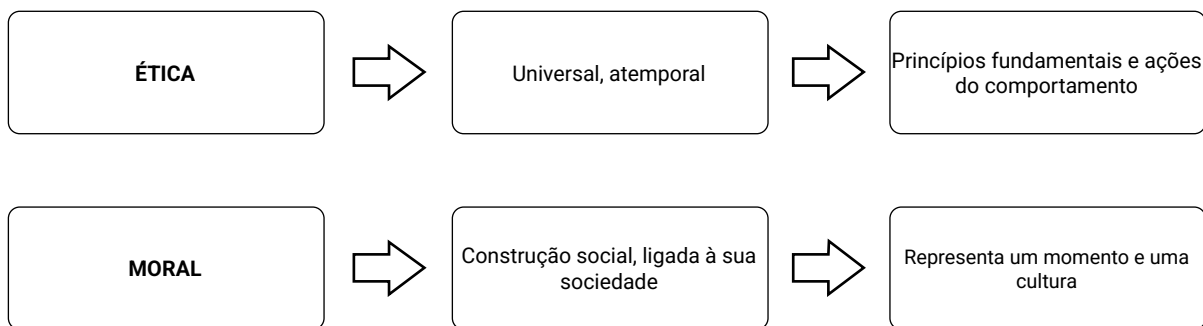 ÉTICA
Universal, atemporal
Princípios fundamentais e ações
do comportamento
MORAL
Construção social, ligada à sua
sociedade
Representa um momento e uma
cultura